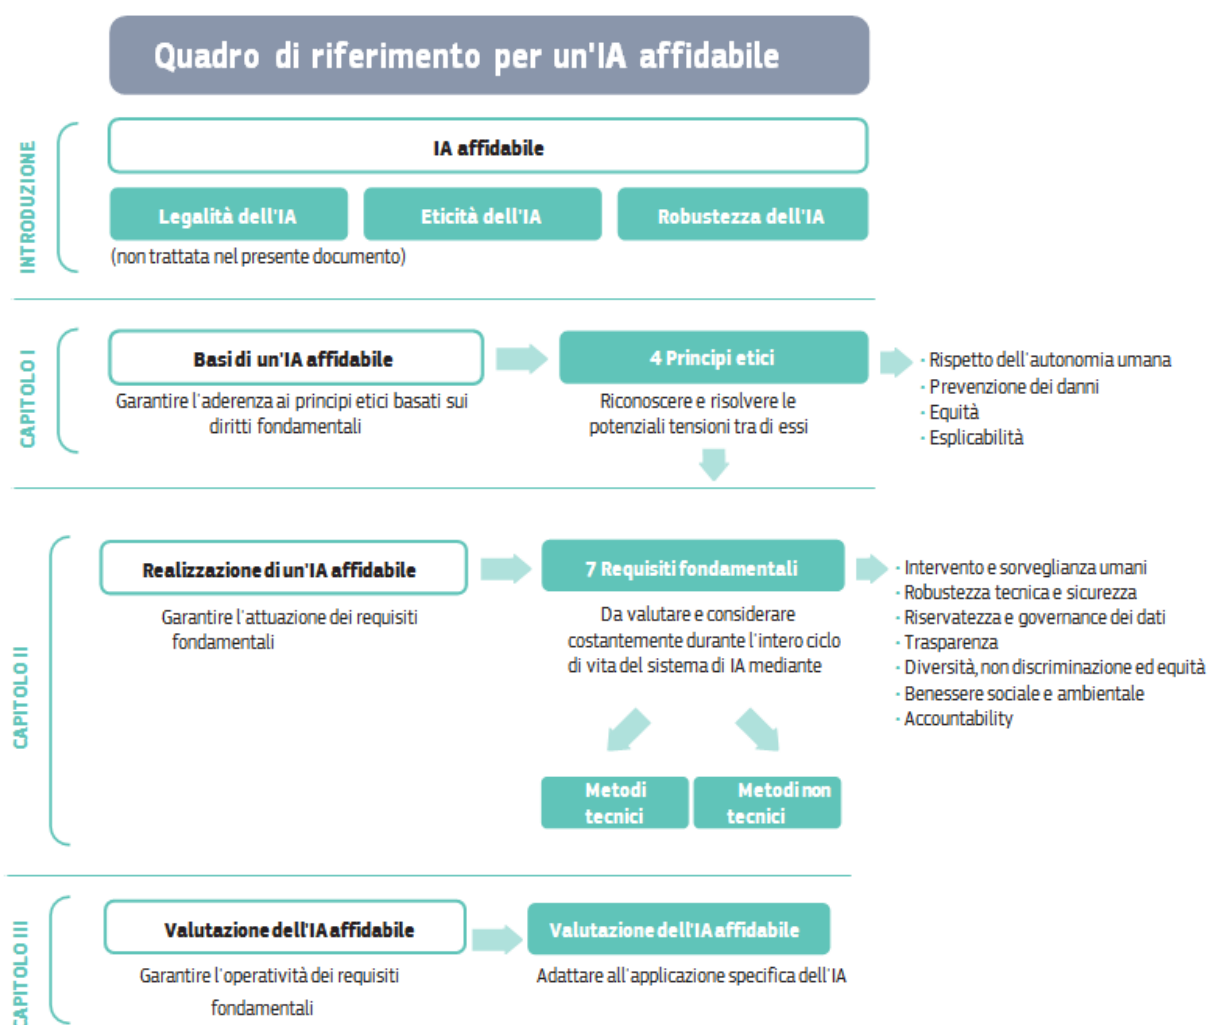 Quadro di riferimento per un'IA affidabile
INTRODUZIONE
IA affidabile
Legalità dell'IA
Eticità dell'IA
Robustezza dell'IA
(non trattata nel presente documento)
CAPITOLO I
Basi di un'IA affidabile
Garantire l'aderenza ai principi etici basati sui
diritti fondamentali
4 Principi etici
Riconoscere e risolvere le
potenziali tensioni tra di essi
· Rispetto dell'autonomia umana
· Prevenzione dei danni
· Equità
· Esplicabilità
CAPITOLO II
Realizzazione di un'IA affidabile
Garantire l'attuazione dei requisiti
fondamentali
7 Requisiti fondamentali
Da valutare e considerare
costantemente durante l'intero ciclo
di vita del sistema di IA mediante
· Intervento e sorveglianza umani
· Robustezza tecnica e sicurezza
· Riservatezza e governance dei dati
· Trasparenza
· Diversità, non discriminazione ed equità
· Benessere sociale e ambientale
· Accountability
Metodi
tecnici
Metodi non
tecnici
CAPITOLO III
Valutazione dell'IA affidabile
Garantire l'operatività dei requisiti
fondamentali
Valutazione dell'IA affidabile
Adattare all'applicazione specifica dell'IA